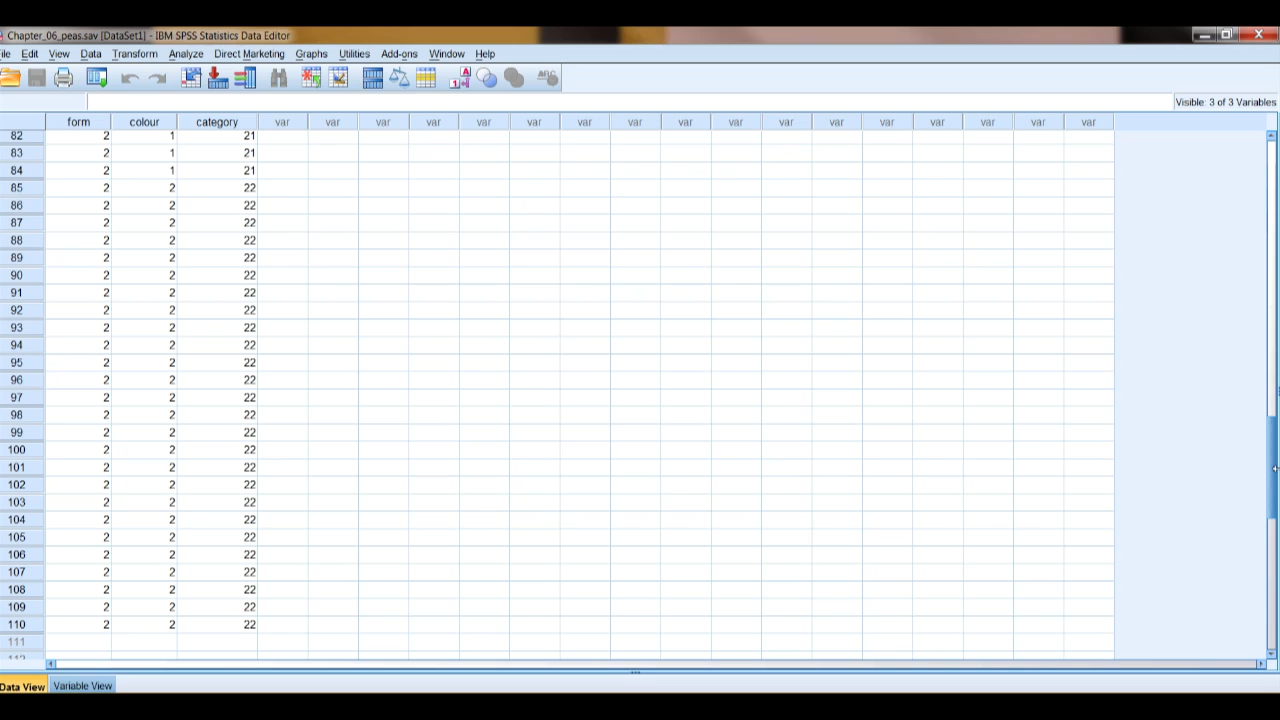 Chapter_06_peas.sav [DataSet1] - IBM SPSS Statistics Data Editor
ile Edit View Data Transform Analyze Direct Marketing Graphs Utilities Add-ons Window Help
Visible: 3 of 3 Variables
form colour category var var var var var var var var var var var var var var var var var
82 2 1 21
83 2 1 21
84 2 1 21
85 2 2 22
86 2 2 22
87 2 2 22
88 2 2 22
89 2 2 22
90 2 2 22
91 2 2 22
92 2 2 22
93 2 2 22
94 2 2 22
95 2 2 22
96 2 2 22
97 2 2 22
98 2 2 22
99 2 2 22
100 2 2 22
101 2 2 22
102 2 2 22
103 2 2 22
104 2 2 22
105 2 2 22
106 2 2 22
107 2 2 22
108 2 2 22
109 2 2 22
110 2 2 22
111
Data View Variable View